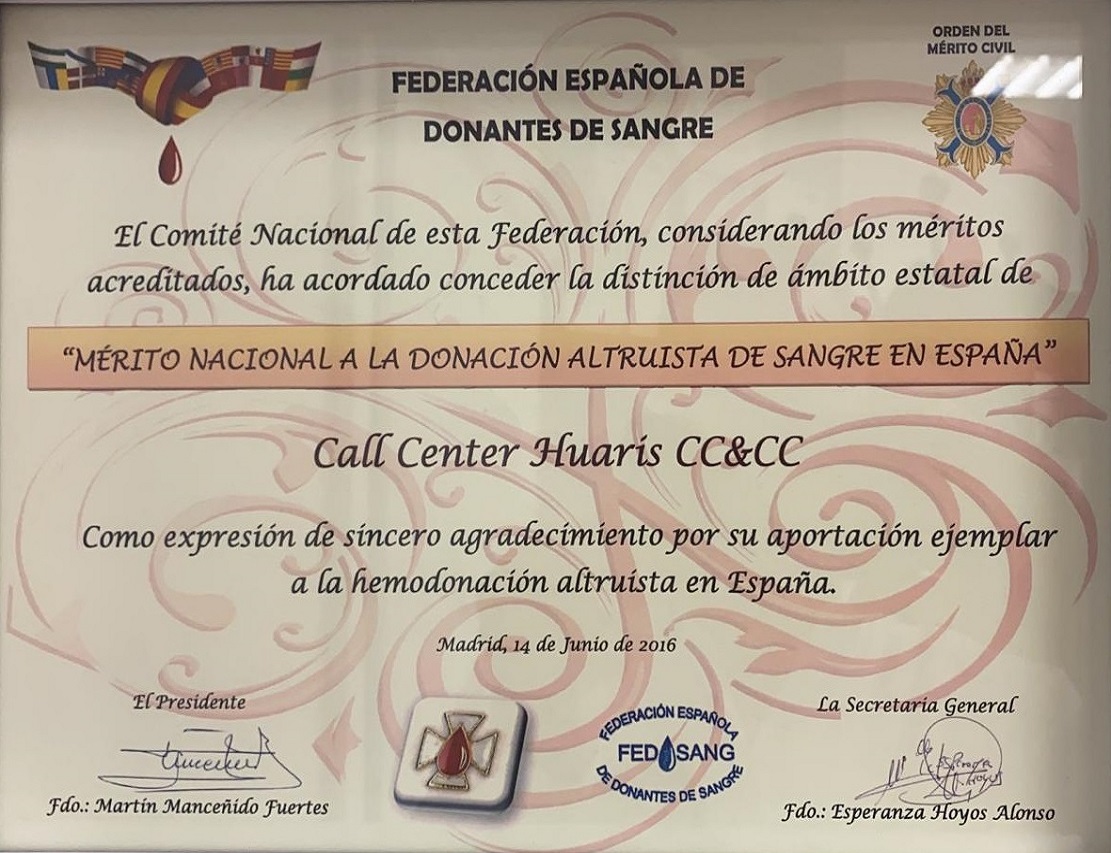 ORDEN DEL
MÉRITO CIVIL
FEDERACIÓN ESPAÑOLA DE
DONANTES DE SANGRE
El Comité Nacional de esta Federación, considerando los méritos
acreditados, ha acordado conceder la distinción de ámbito estatal de
“MÉRITO NACIONAL A LA DONACIÓN ALTRUISTA DE SANGRE EN ESPAÑA”
Call Center Huaris CC&CC
Como expresión de sincero agradecimiento por su aportación ejemplar
a la hemodonación altruista en España.
Madrid, 14 de Junio de 2016
El Presidente
Fdo.: Martín Manceñido Fuertes
FEDERACIÓN ESPAÑOLA
FEDSANG
DE DONANTES DE SANGRE
La Secretaria General
Esperanza
Hoyos
Fdo.: Esperanza Hoyos Alonso